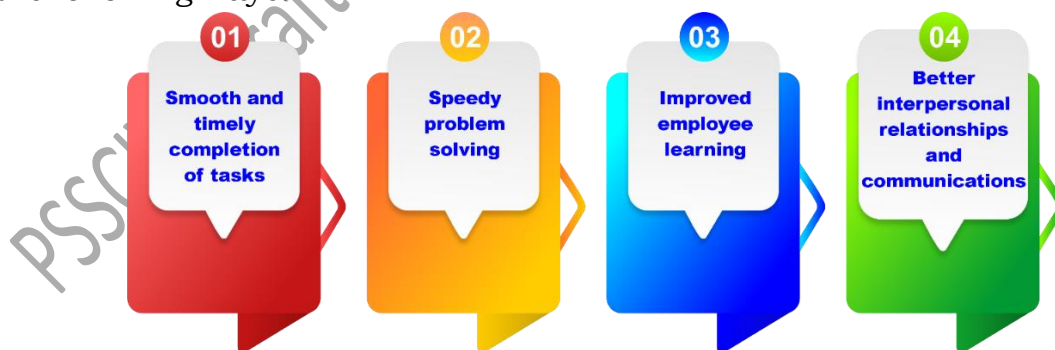 01
Smooth and
timely
completion
of tasks
02
Speedy
problem
solving
03
Improved
employee
learning
04
Better
interpersonal
relationships
and
communications